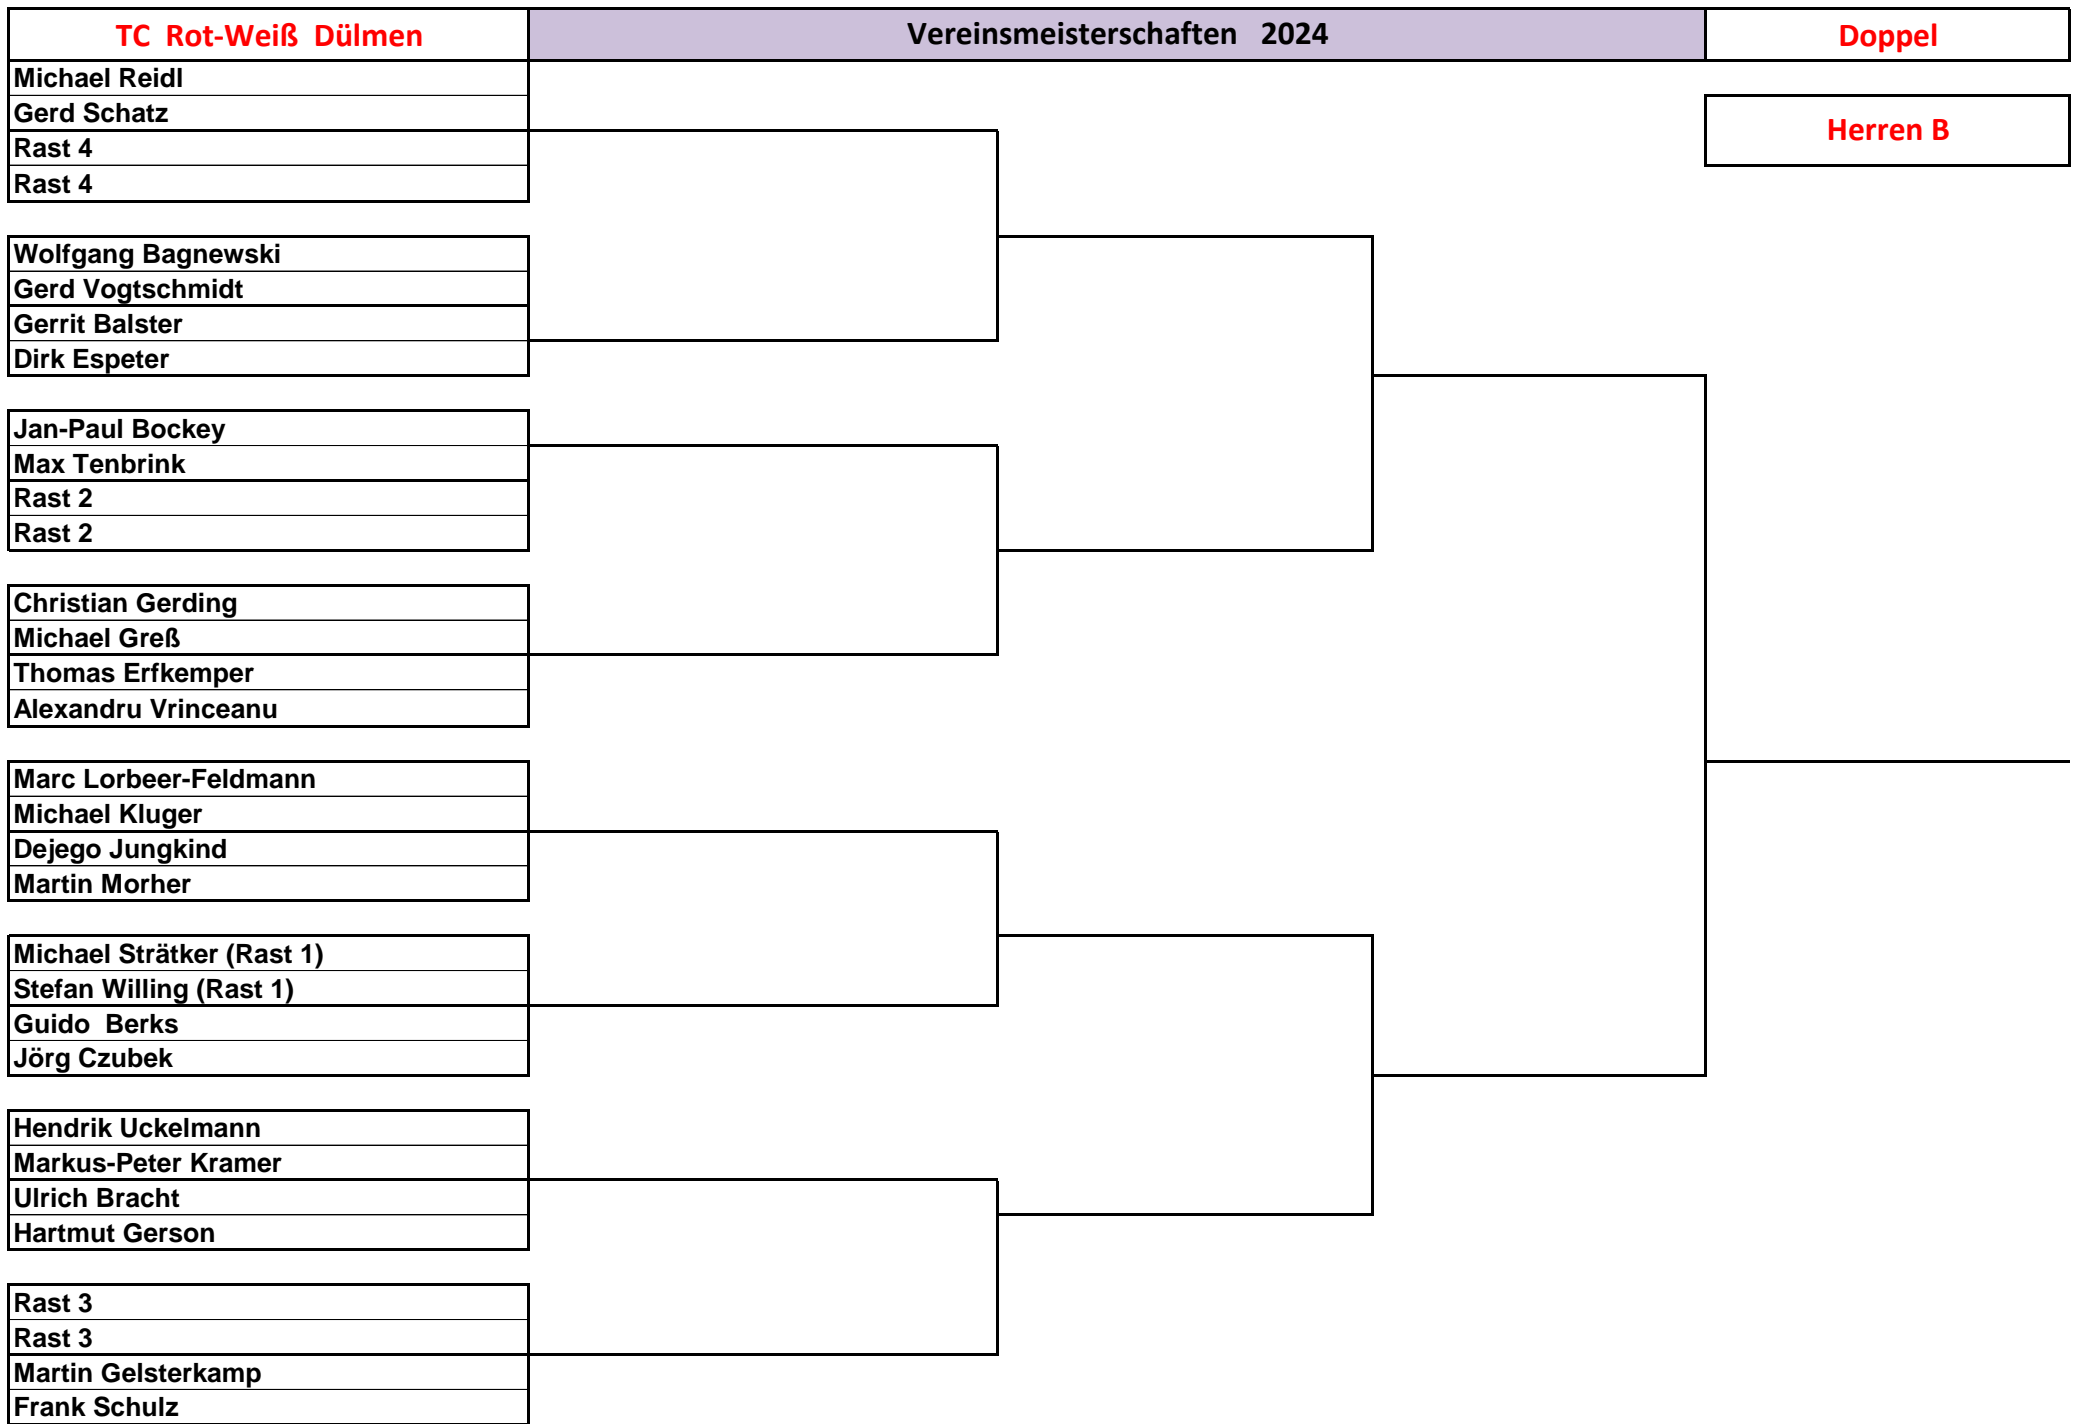 TC Rot-Weiß Dülmen
Vereinsmeisterschaften 2024
Doppel
Herren B
Michael Reidl
Gerd Schatz
Rast 4
Rast 4
Wolfgang Bagnewski
Gerd Vogtschmidt
Gerrit Balster
Dirk Espeter
Jan-Paul Bockey
Max Tenbrink
Rast 2
Rast 2
Christian Gerding
Michael Greß
Thomas Erfkemper
Alexandru Vrinceanu
Marc Lorbeer-Feldmann
Michael Kluger
Dejego Jungkind
Martin Morher
Michael Strätker (Rast 1)
Stefan Willing (Rast 1)
Guido Berks
Jörg Czubek
Hendrik Uckelmann
Markus-Peter Kramer
Ulrich Bracht
Hartmut Gerson
Rast 3
Rast 3
Martin Gelsterkamp
Frank Schulz